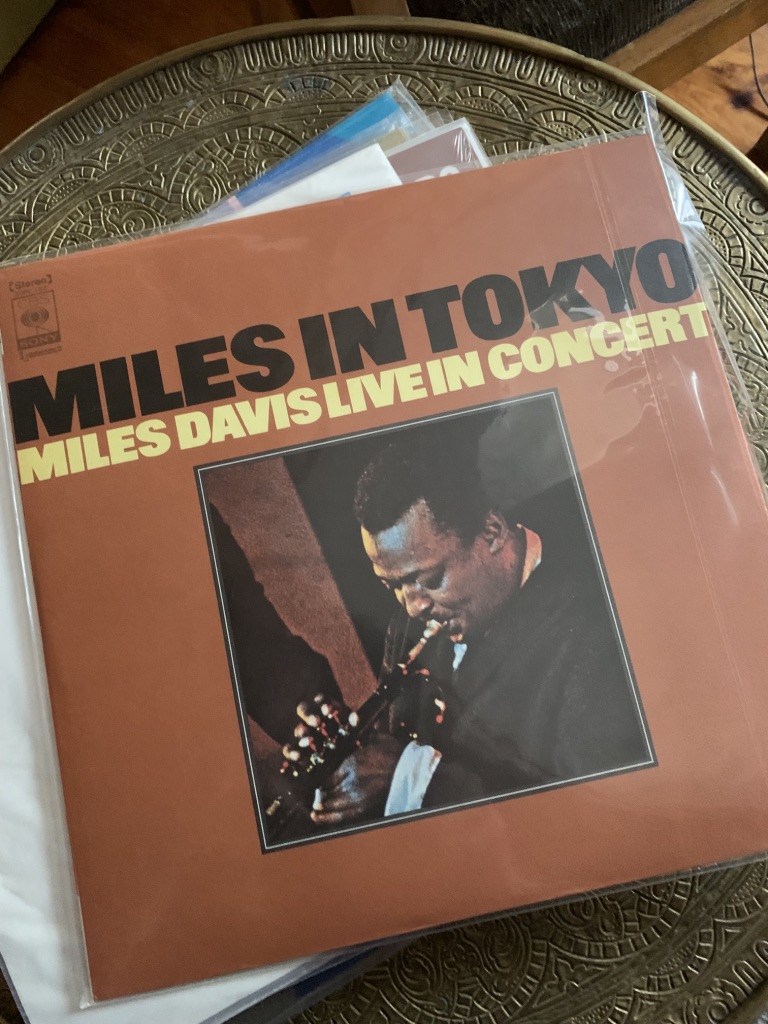 [Stereo]
CBS
SONY
MILES IN TOKYO
MILES DAVIS LIVE IN CONCERT